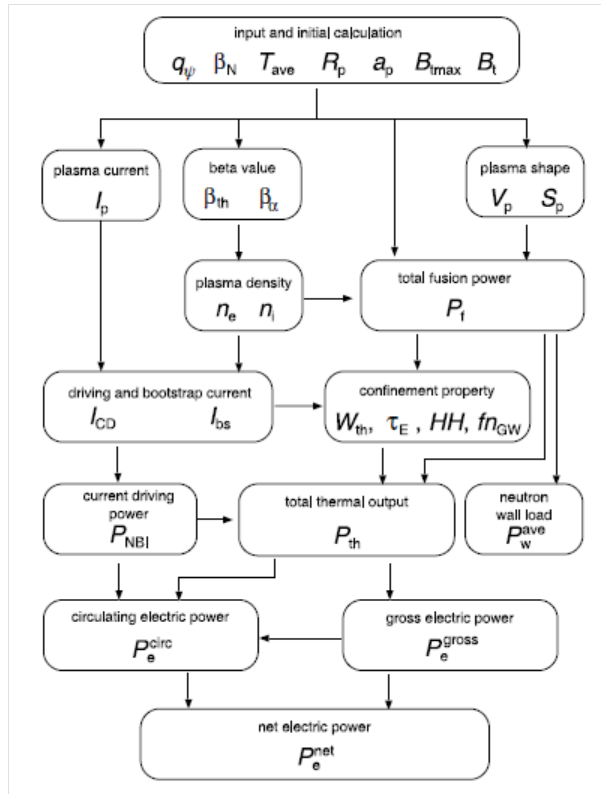 input and initial calculation
qψ βN Tave Rp ap Btmax Bt
plasma current
Ip
beta value
βth βα
plasma shape
Vp Sp
plasma density
ne ni
total fusion power
Pf
driving and bootstrap current
ICD Ibs
confinement property
Wth, τE , HH, fnGW
current driving
power
PNBI
total thermal output
Pth
neutron
wall load
Pwave
circulating electric power
Pecirc
gross electric power
Pegross
net electric power
Penet